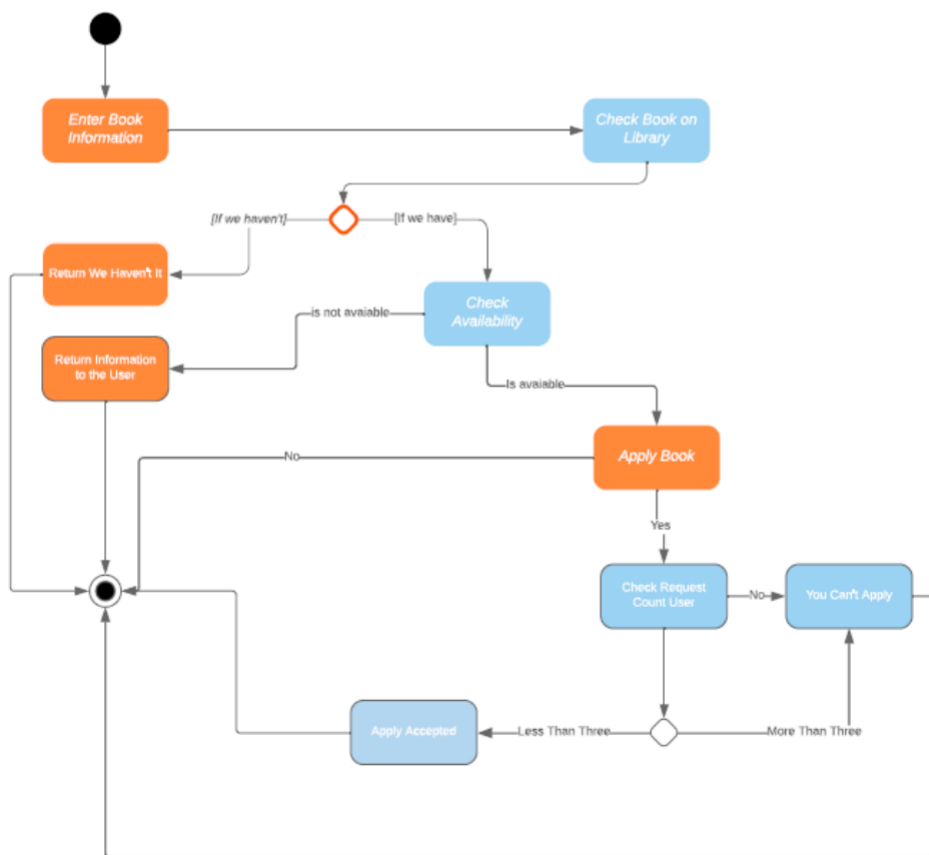 Enter Book
Information
Check Book on
Library
[If we haven't]
[If we have]
Return We Haven't It
Check
Availability
is not avaiable
Return Information
to the User
Is avaiable
Apply Book
No
Yes
Check Request
Count User
No
You Can't Apply
Apply Accepted
Less Than Three
More Than Three